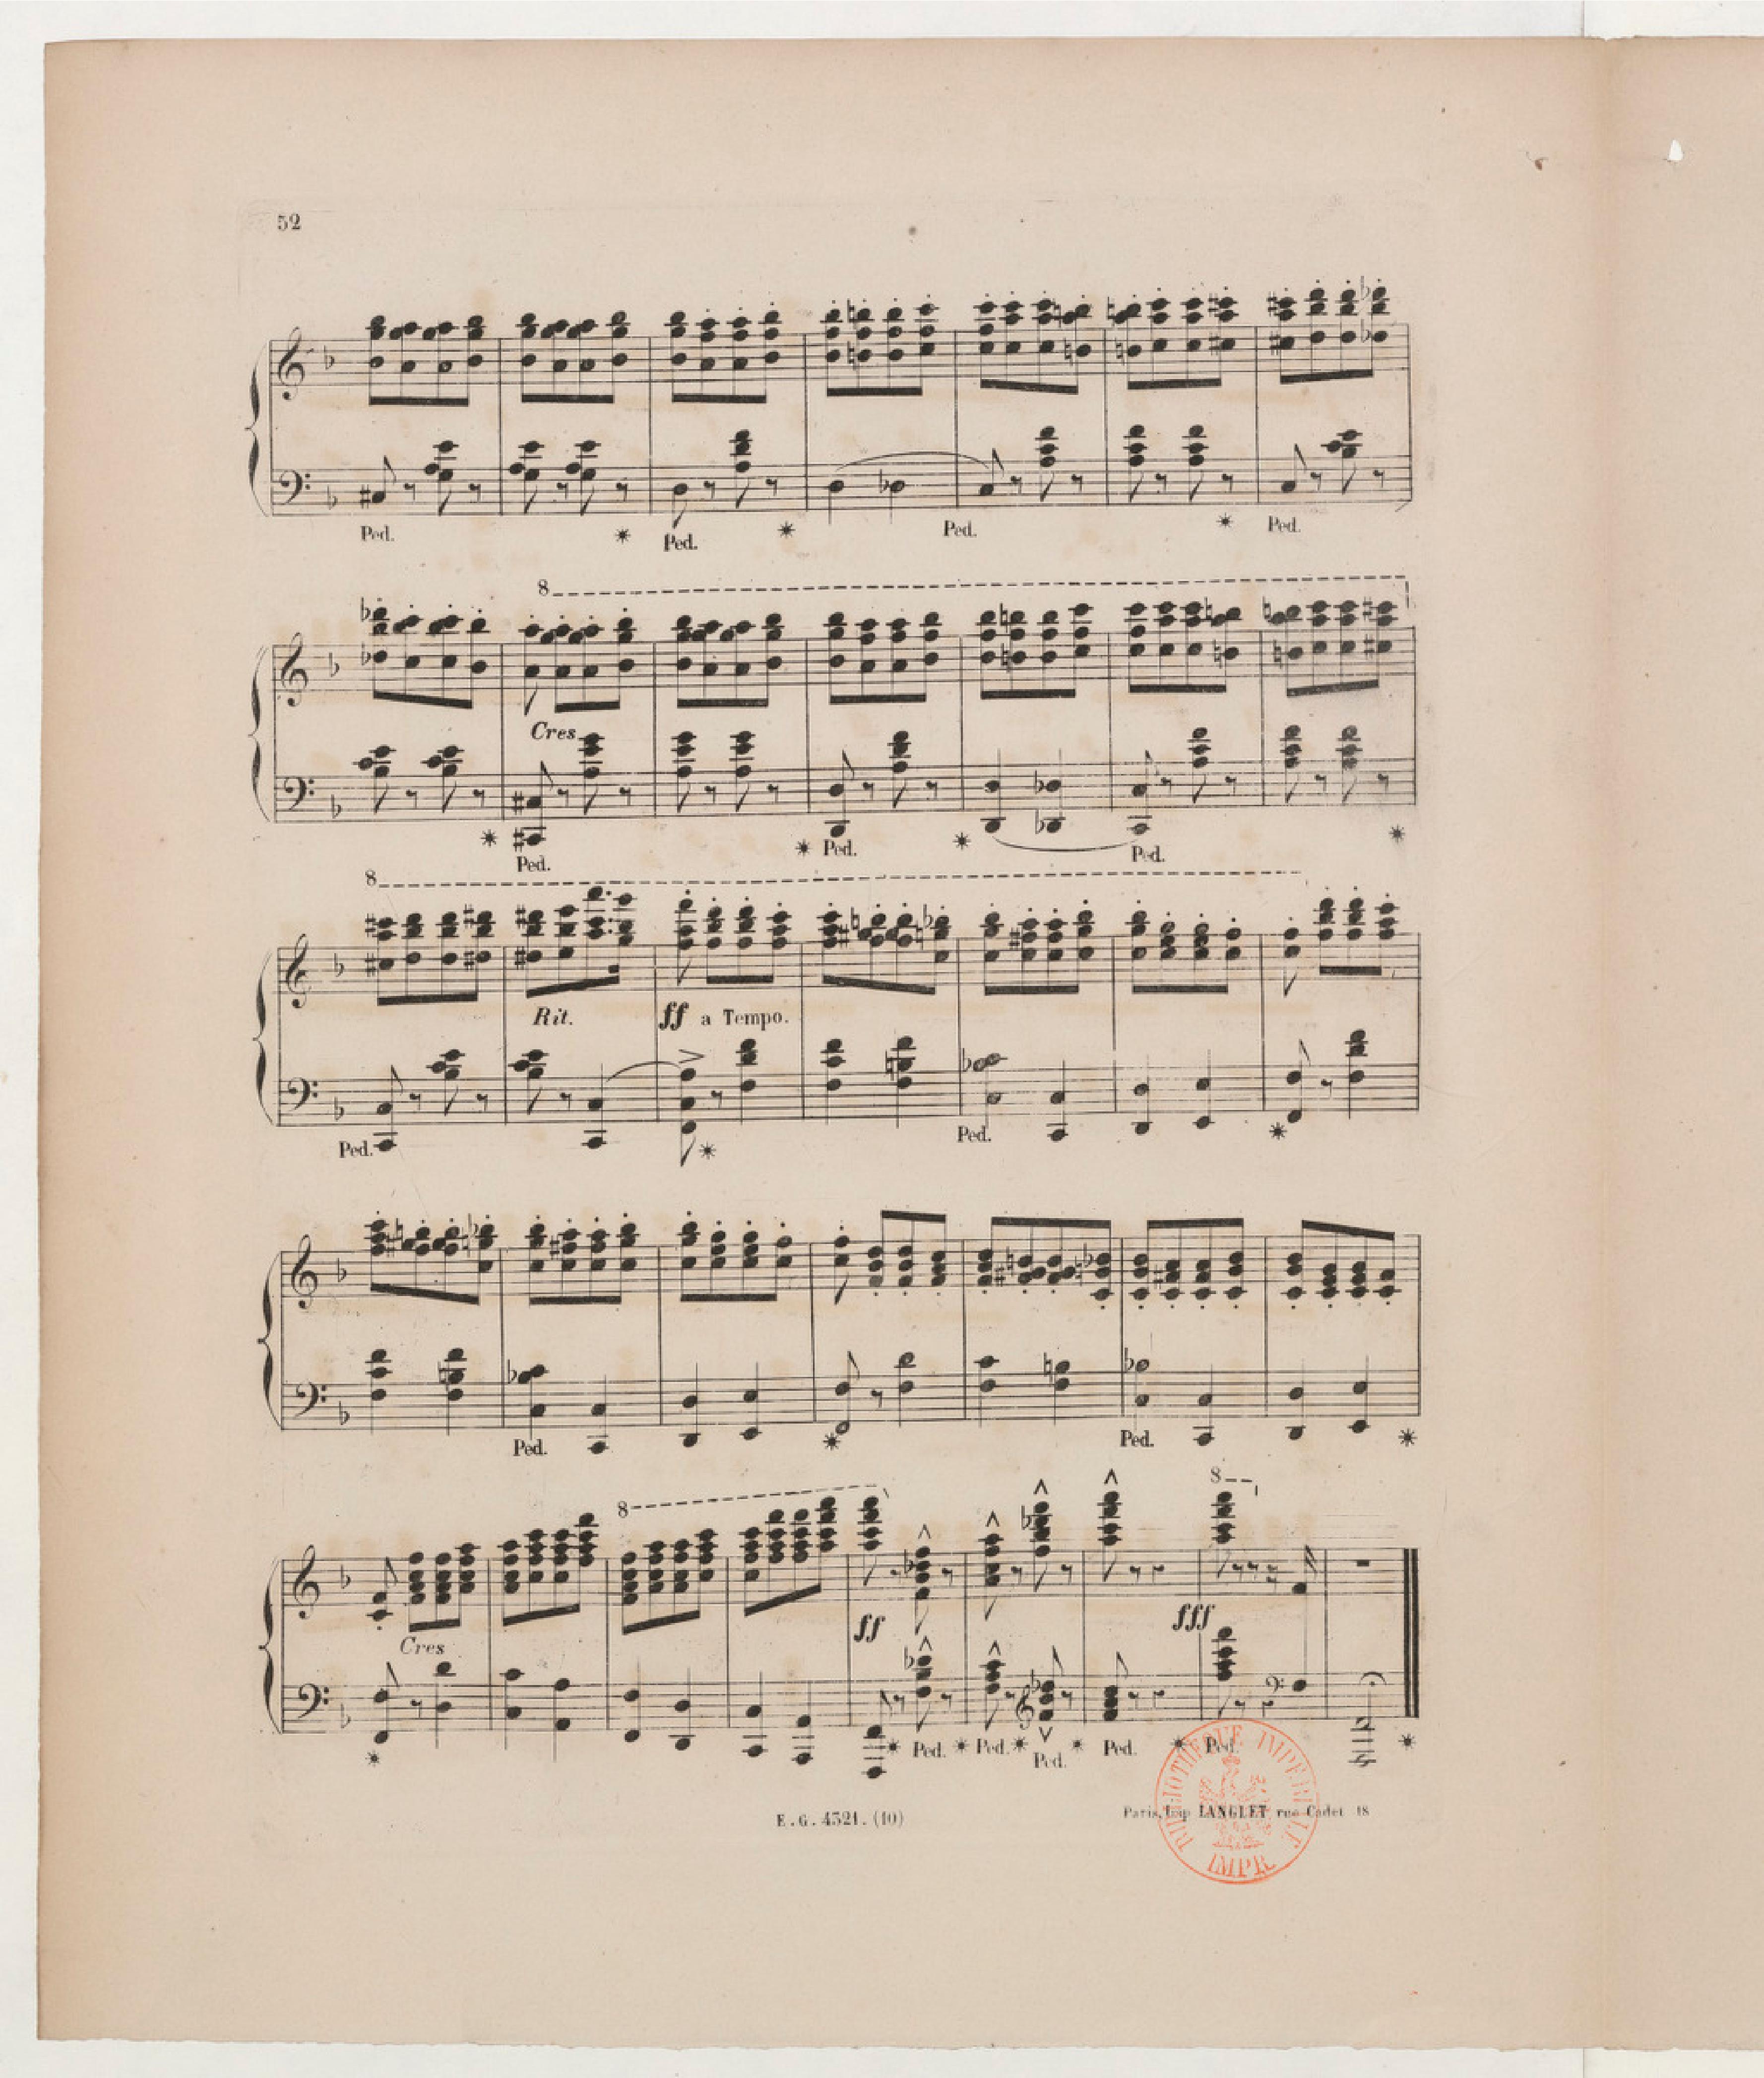 52
Ped. Ped. Ped. Ped.
8
Cres
Ped. Ped. Ped.
8
Rit. ff a Tempo.
Ped. Ped.
Ped. Ped.
8 8
Cres ff fff
Ped. Ped. Ped. Ped. Ped.
E.G. 4321. (10) Paris, Imp LANGLET, rue Cadet 18
BIBLIOTHÈQUE IMPÉRIALE
IMPR.